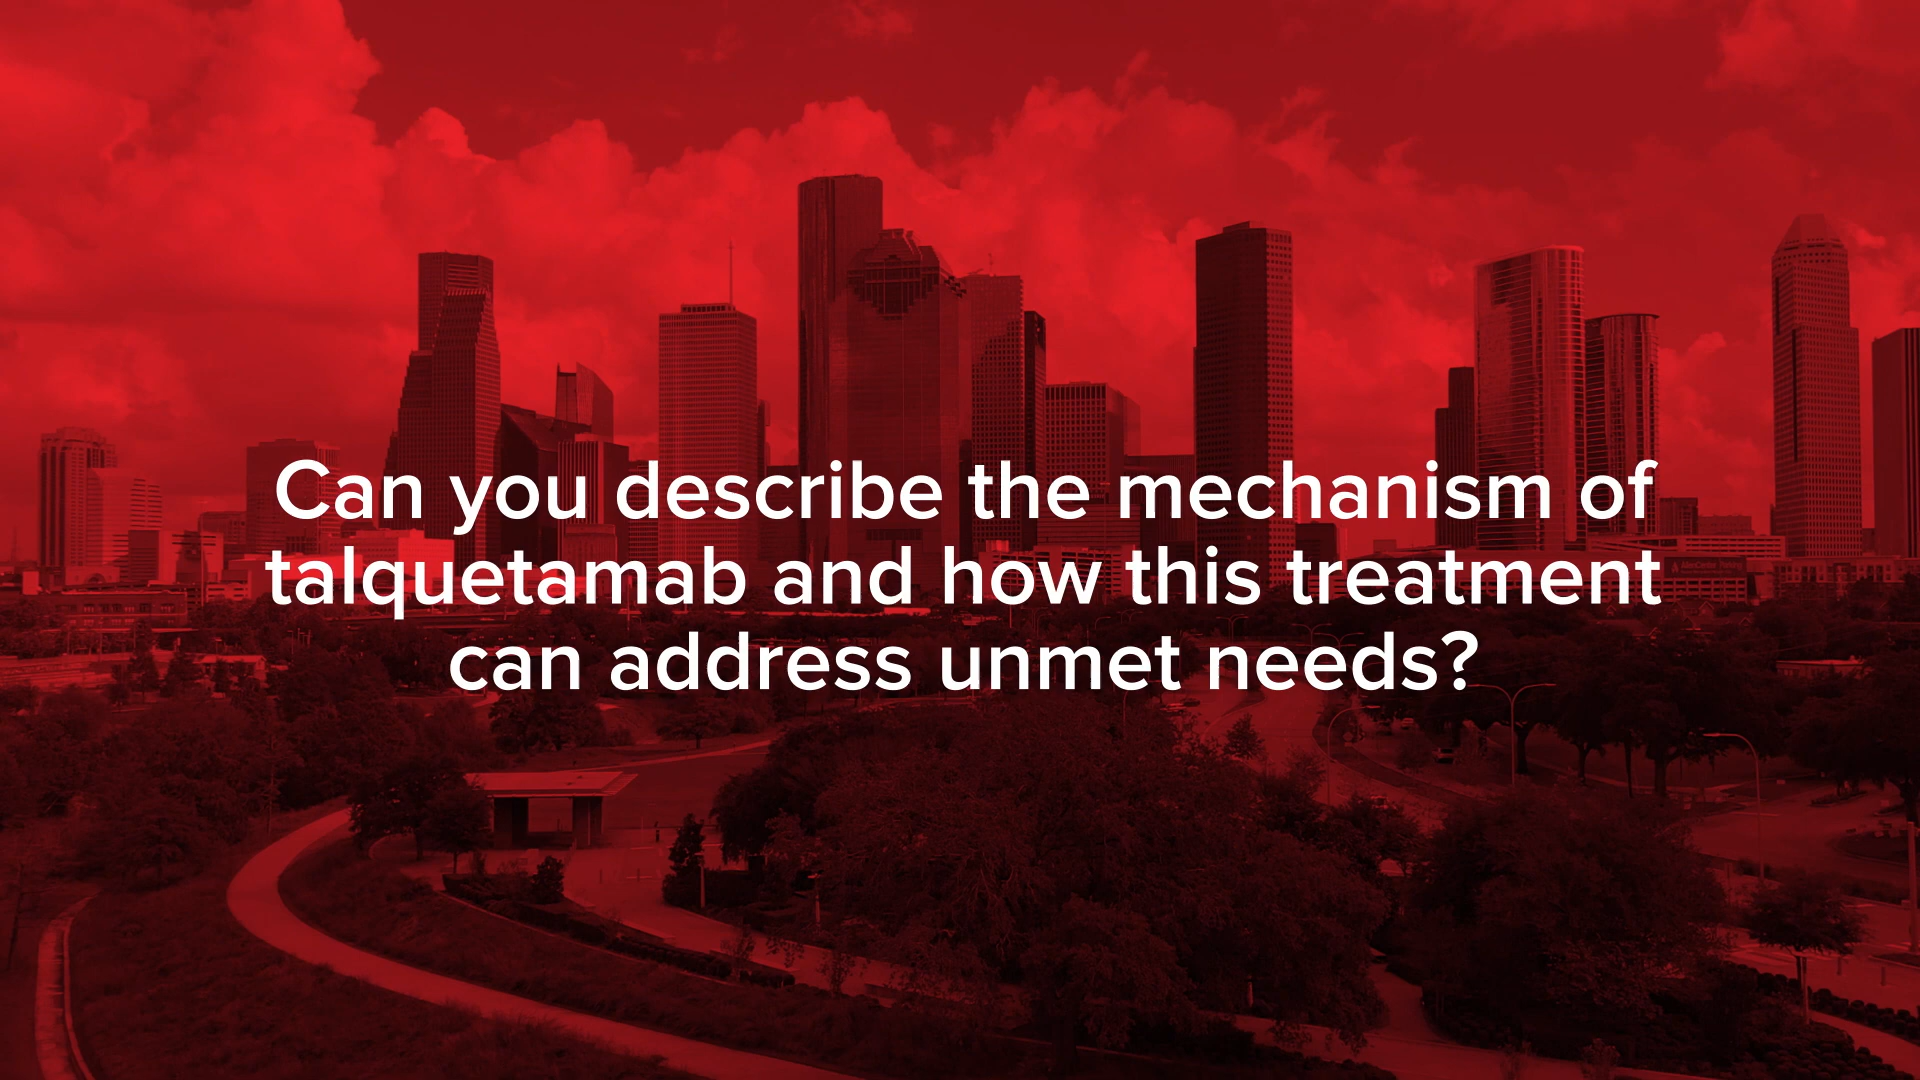 Can you describe the mechanism of
talquetamab and how this treatment
can address unmet needs?